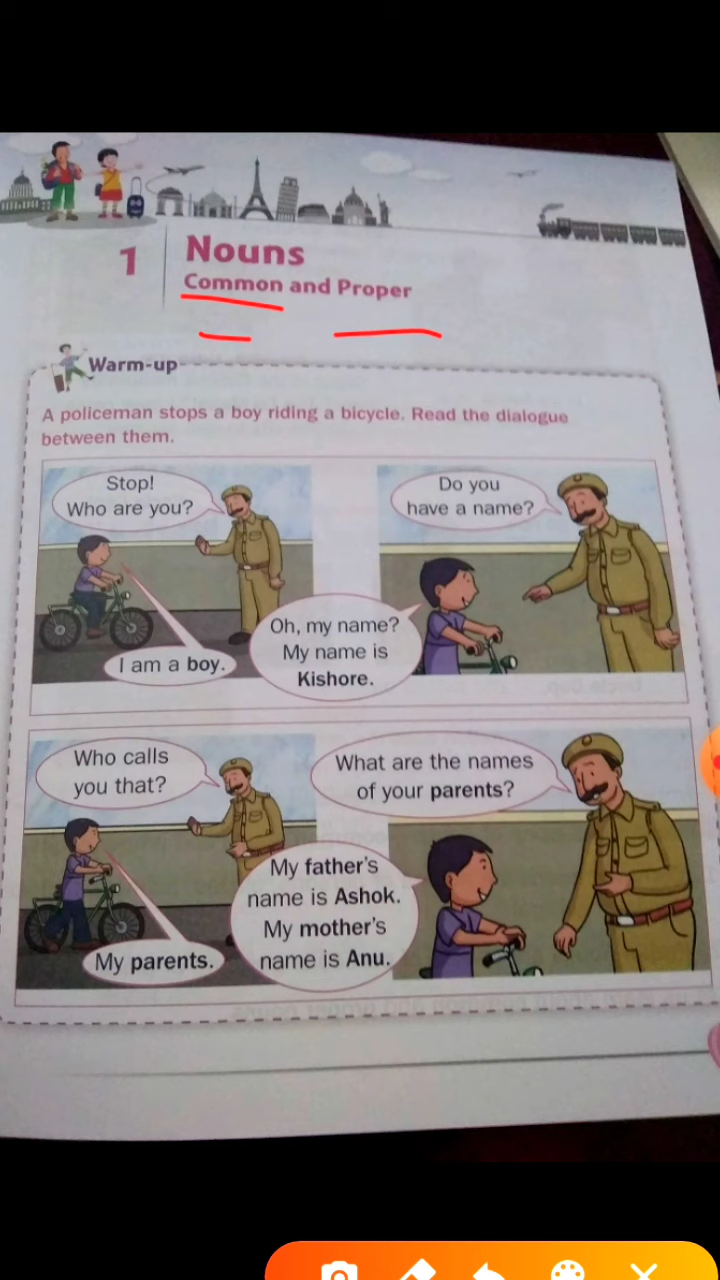 1
Nouns
Common and Proper
Warm-up
A policeman stops a boy riding a bicycle. Read the dialogue
between them.
Stop!
Who are you?
I am a boy.
Do you
have a name?
Oh, my name?
My name is
Kishore.
Who calls
you that?
My parents.
What are the names
of your parents?
My father's
name is Ashok.
My mother's
name is Anu.